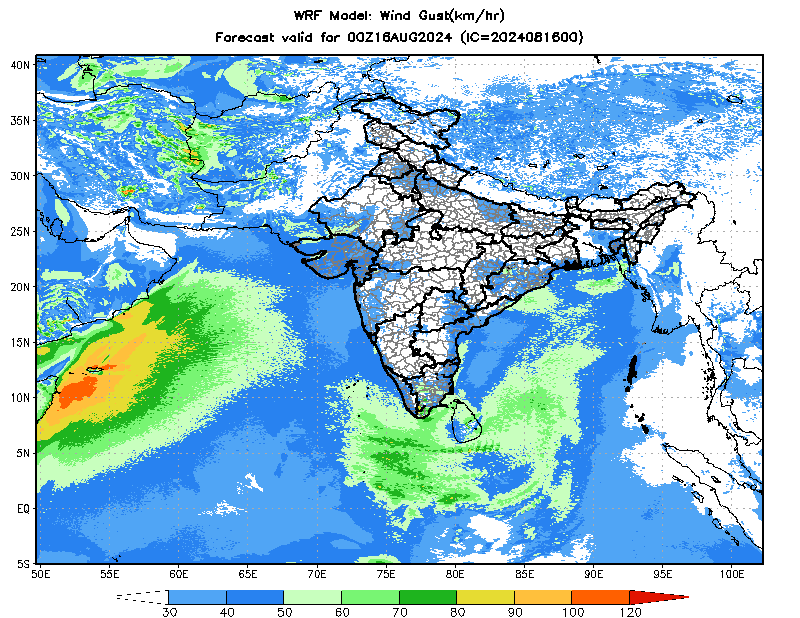 WRF Model: Wind Gust(km/hr)
Forecast valid for 00Z16AUG2024 (IC=2024081600)
40N
35N
30N
25N
20N
15N
10N
5N
EQ
5S
50E 55E 60E 65E 70E 75E 80E 85E 90E 95E 100E
30 40 50 60 70 80 90 100 120